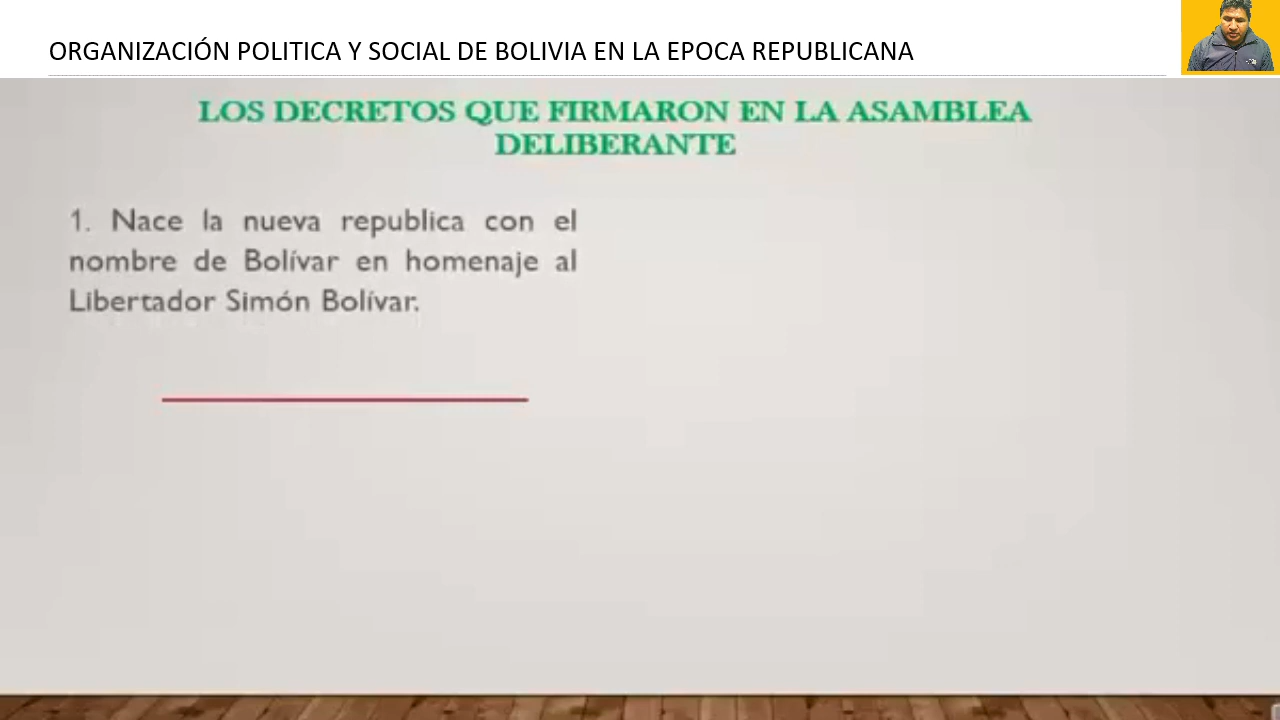 ORGANIZACIÓN POLITICA Y SOCIAL DE BOLIVIA EN LA EPOCA REPUBLICANA
LOS DECRETOS QUE FIRMARON EN LA ASAMBLEA
DELIBERANTE
1. Nace la nueva republica con el
nombre de Bolívar en homenaje al
Libertador Simón Bolívar.